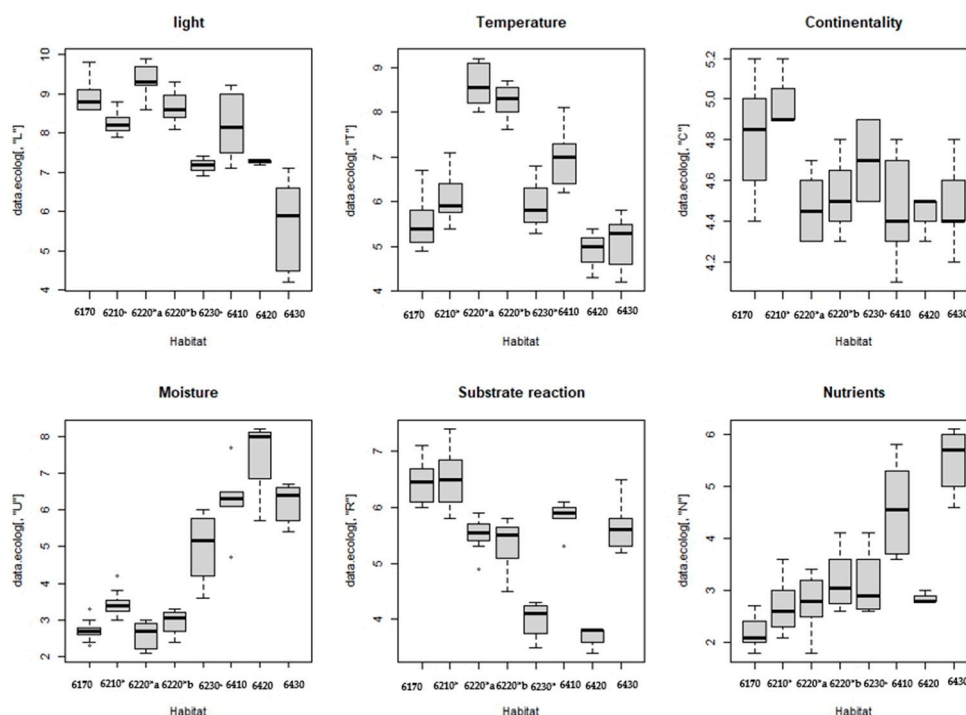 light
data.ecolog[, "L"]
10
9
8
7
6
5
4
6170 6210* 6220*a 6220*b 6230* 6410 6420 6430
Habitat
Temperature
data.ecolog[, "T"]
9
8
7
6
5
4
6170 6210* 6220*a 6220*b 6230* 6410 6420 6430
Habitat
Continentality
data.ecolog[, "C"]
5.2
5.0
4.8
4.6
4.4
4.2
6170 6210* 6220*a 6220*b 6230* 6410 6420 6430
Habitat
Moisture
data.ecolog[, "U"]
8
7
6
5
4
3
2
6170 6210* 6220*a 6220*b 6230* 6410 6420 6430
Habitat
Substrate reaction
data.ecolog[, "R"]
7
6
5
4
6170 6210* 6220*a 6220*b 6230* 6410 6420 6430
Habitat
Nutrients
data.ecolog[, "N"]
6
5
4
3
2
6170 6210* 6220*a 6220*b 6230* 6410 6420 6430
Habitat